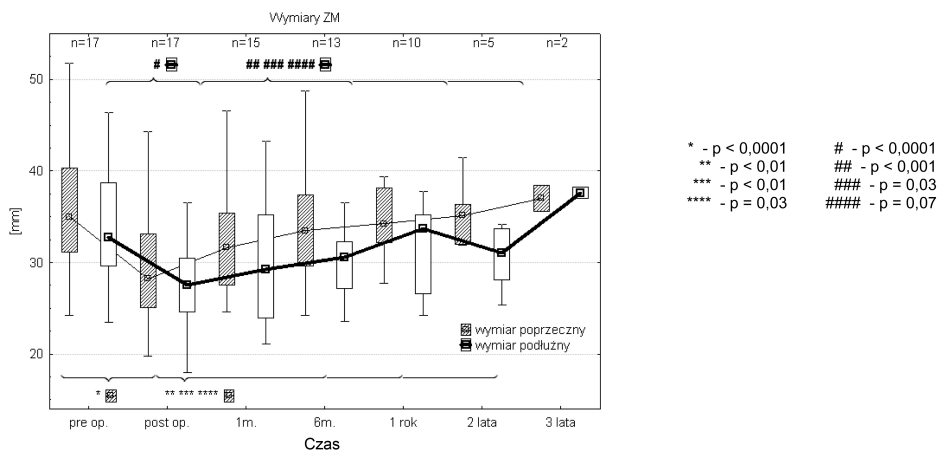 Wymiary ZM
n=17 n=17 n=15 n=13 n=10 n=5 n=2
# ## ### ####
50
40
[mm]
30
20
wymiar poprzeczny
wymiar podłużny
* ** *** ****
pre op. post op. 1m. 6m. 1 rok 2 lata 3 lata
Czas
* - p < 0,0001 # - p < 0,0001
** - p < 0,01 ## - p < 0,001
*** - p < 0,01 ### - p = 0,03
**** - p = 0,03 #### - p = 0,07